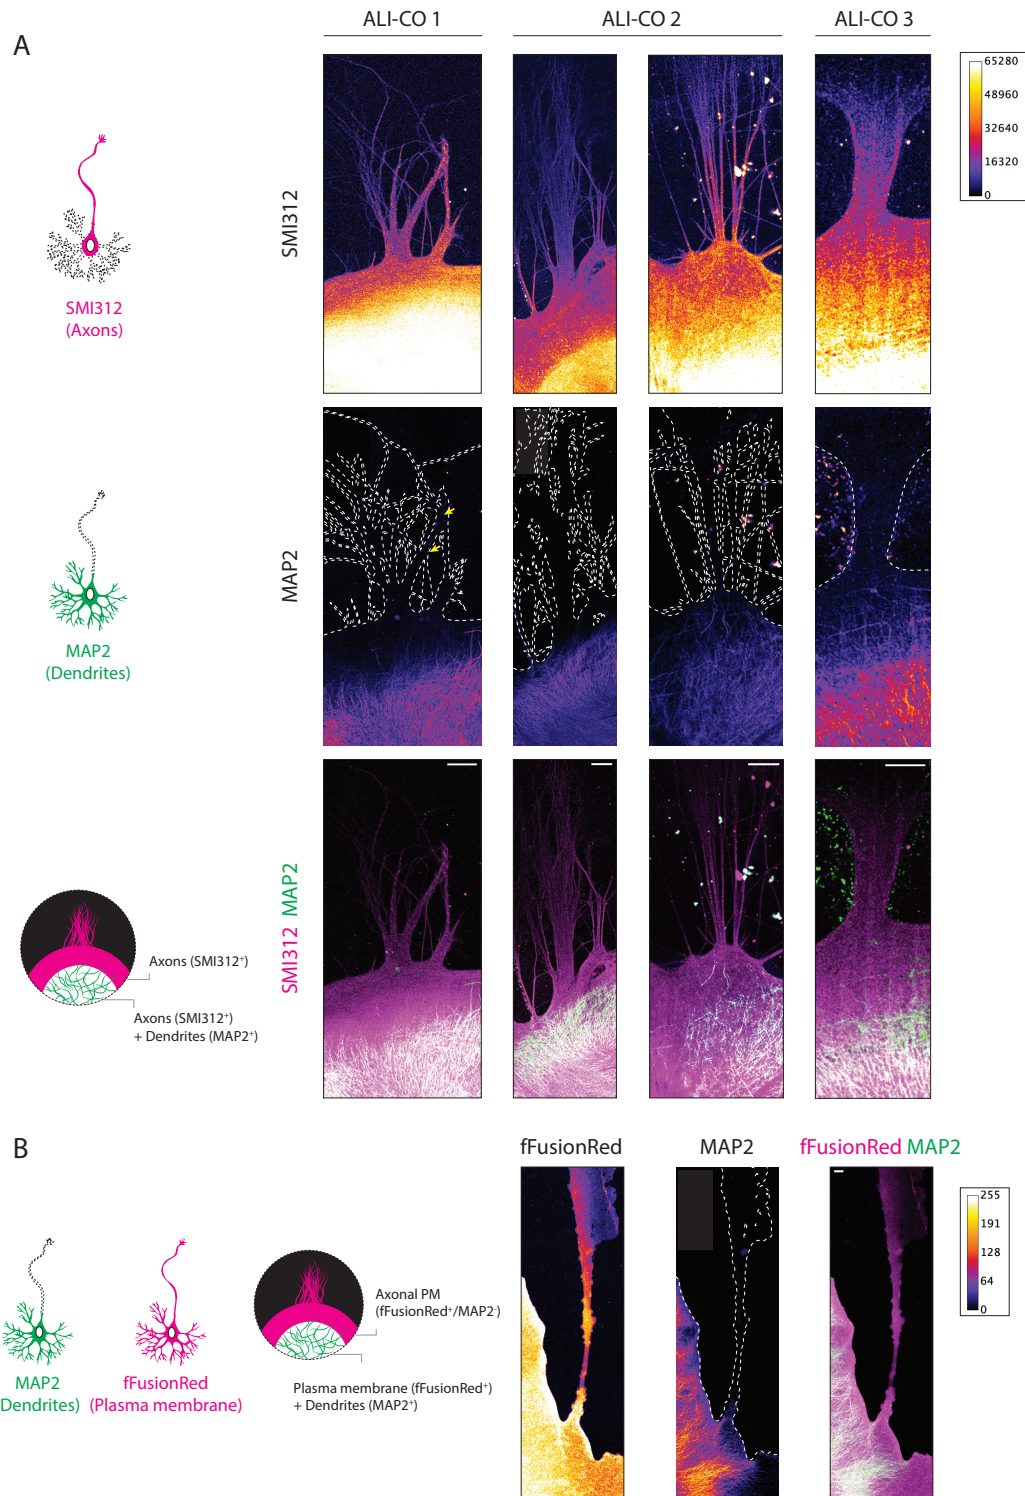 ALI-CO 1
ALI-CO 2
ALI-CO 3
A
65280
48960
32640
16320
0
SMI312
SMI312
(Axons)
MAP2
MAP2
(Dendrites)
SMI312 MAP2
Axons (SMI312⁺)
Axons (SMI312⁺)
+ Dendrites (MAP2⁺)
B
fFusionRed
MAP2
fFusionRed MAP2
255
191
128
64
0
Axonal PM
(fFusionRed⁺/MAP2⁻)
MAP2
Dendrites)
fFusionRed
(Plasma membrane)
Plasma membrane (fFusionRed⁺)
+ Dendrites (MAP2⁺)